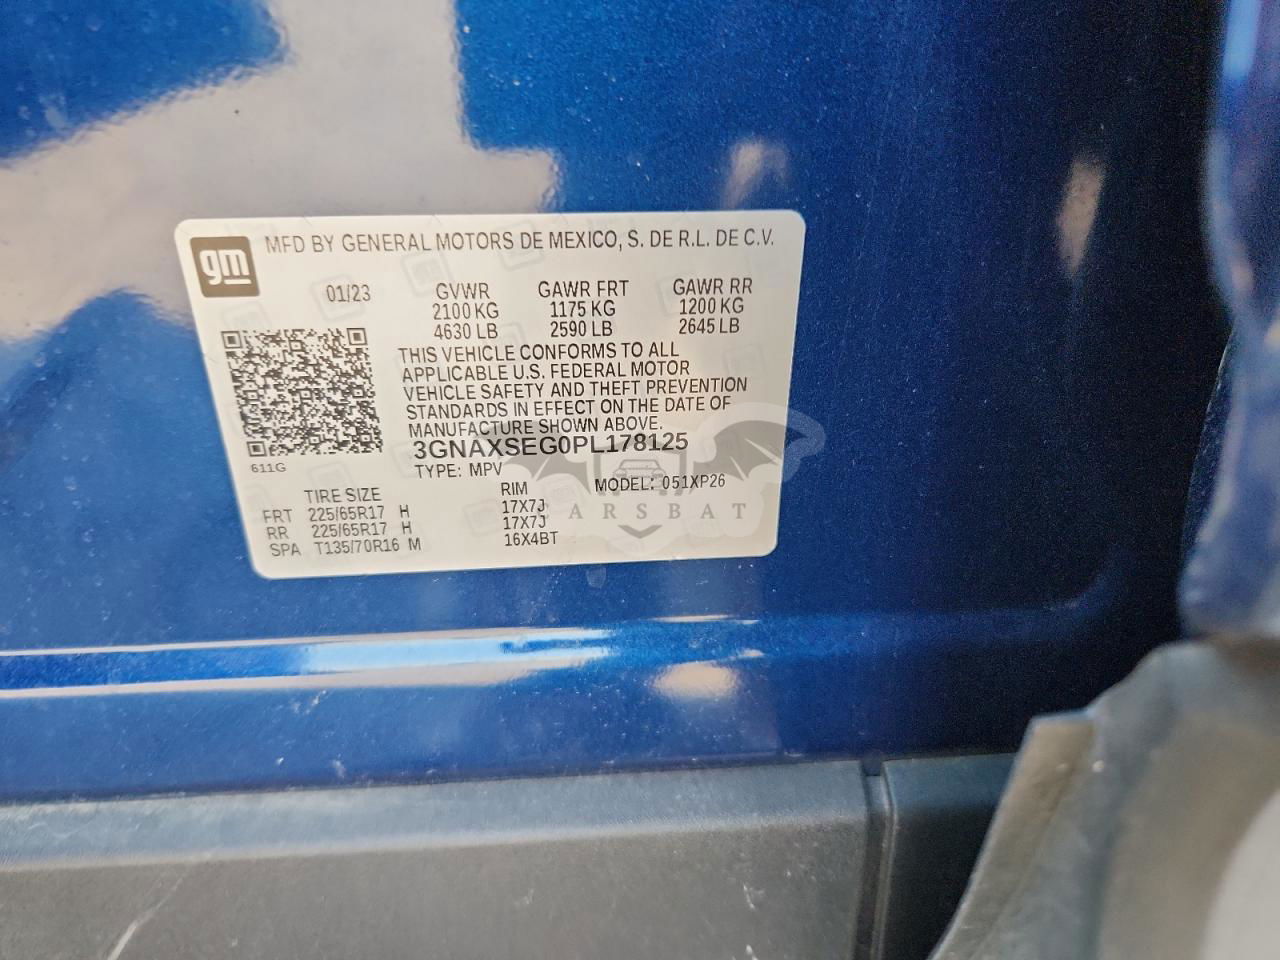 gm
MFD BY GENERAL MOTORS DE MEXICO, S. DE R.L. DE C.V.
01/23 GVWR GAWR FRT GAWR RR
2100 KG 1175 KG 1200 KG
4630 LB 2590 LB 2645 LB
THIS VEHICLE CONFORMS TO ALL
APPLICABLE U.S. FEDERAL MOTOR
VEHICLE SAFETY AND THEFT PREVENTION
STANDARDS IN EFFECT ON THE DATE OF
MANUFACTURE SHOWN ABOVE.
3GNAXSEG0PL178125
611G
TYPE: MPV MODEL: 051XP26
TIRE SIZE RIM
FRT 225/65R17 H 17X7J
RR 225/65R17 H 17X7J
SPA T135/70R16 M 16X4BT
CARSBAT